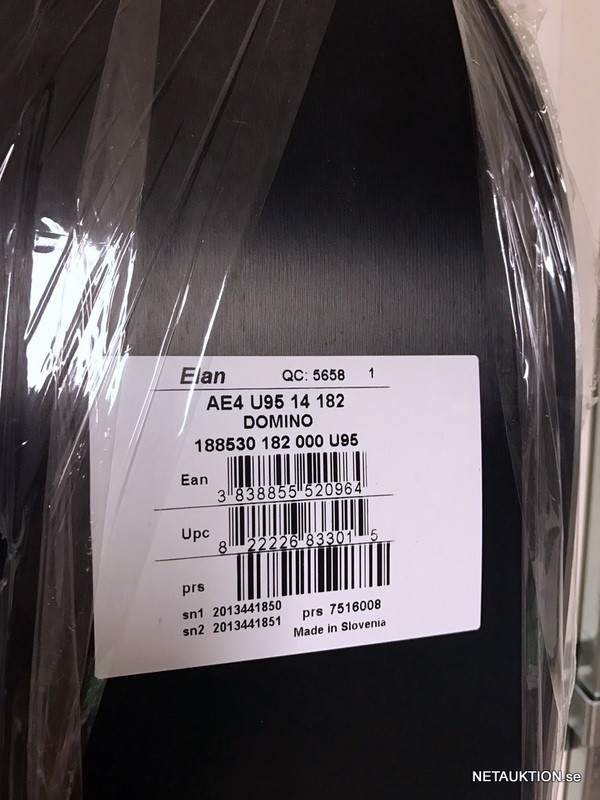 Elan QC: 5658 1
AE4 U95 14 182
DOMINO
188530 182 000 U95
Ean
3 838855 520964
Upc
8 22226 83301 5
prs
sn1 2013441850 prs 7516008
sn2 2013441851 Made in Slovenia
NETAUKTION.se